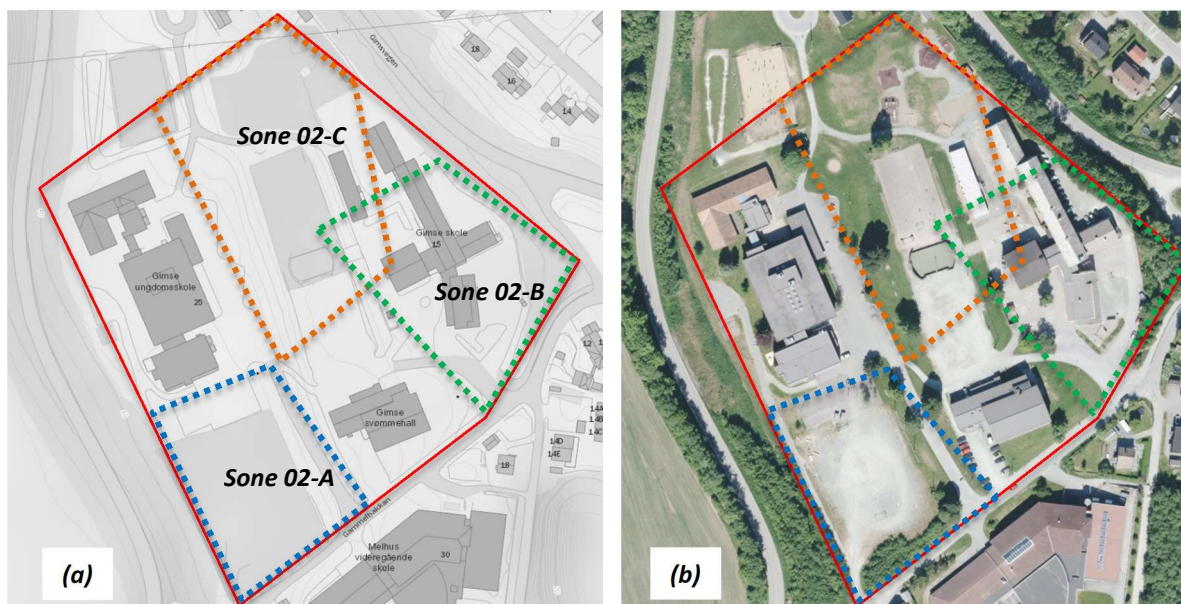 Gimsvegen
18
16
14
Sone 02-C
Gimse skole
15
Gimse
ungdomsskole
25
Sone 02-B
12
Gimse
svømmehall
14A
14B
14C
14D
14E
18
Sone 02-A
Gammelbakkan
Melhus
videregående
skole
30
(a)
(b)